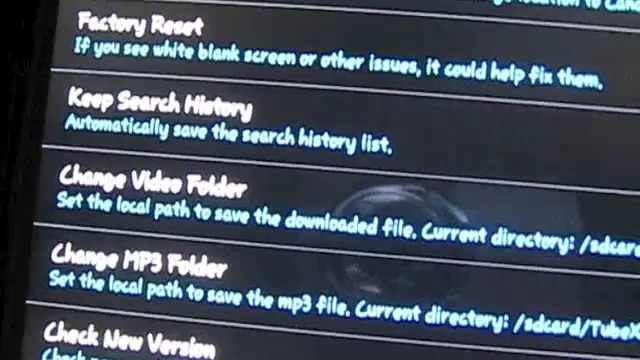 Factory Reset
If you see white blank screen or other issues, it could help fix them.
Keep Search History
Automatically save the search history list.
Change Video Folder
Set the local path to save the downloaded file. Current directory: /sdcard
Change MP3 Folder
Set the local path to save the mp3 file. Current directory: /sdcard/TubeX
Check New Version
Check